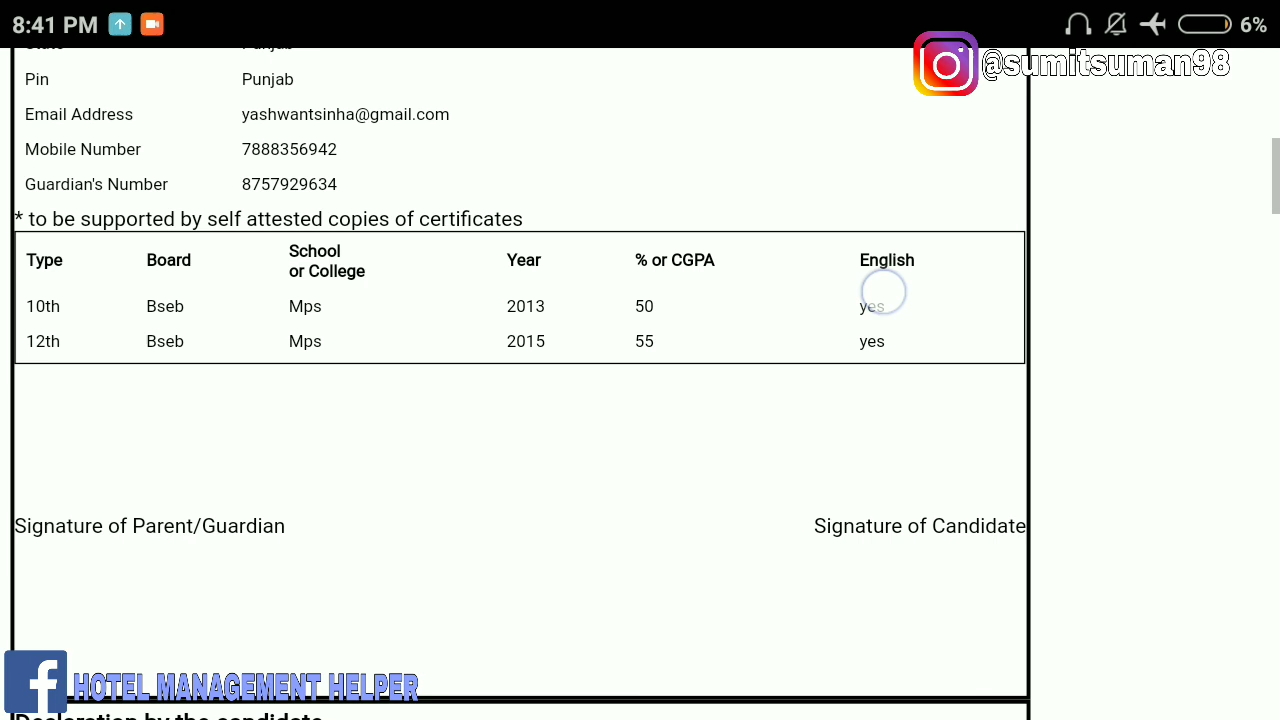 8:41 PM 6%
@sumitsuman98
State Punjab
Pin Punjab
Email Address yashwantsinha@gmail.com
Mobile Number 7888356942
Guardian's Number 8757929634
* to be supported by self attested copies of certificates
Type Board School or College Year % or CGPA English
10th Bseb Mps 2013 50 yes
12th Bseb Mps 2015 55 yes
Signature of Parent/Guardian Signature of Candidate
f HOTEL MANAGEMENT HELPER
Declaration by the candidate